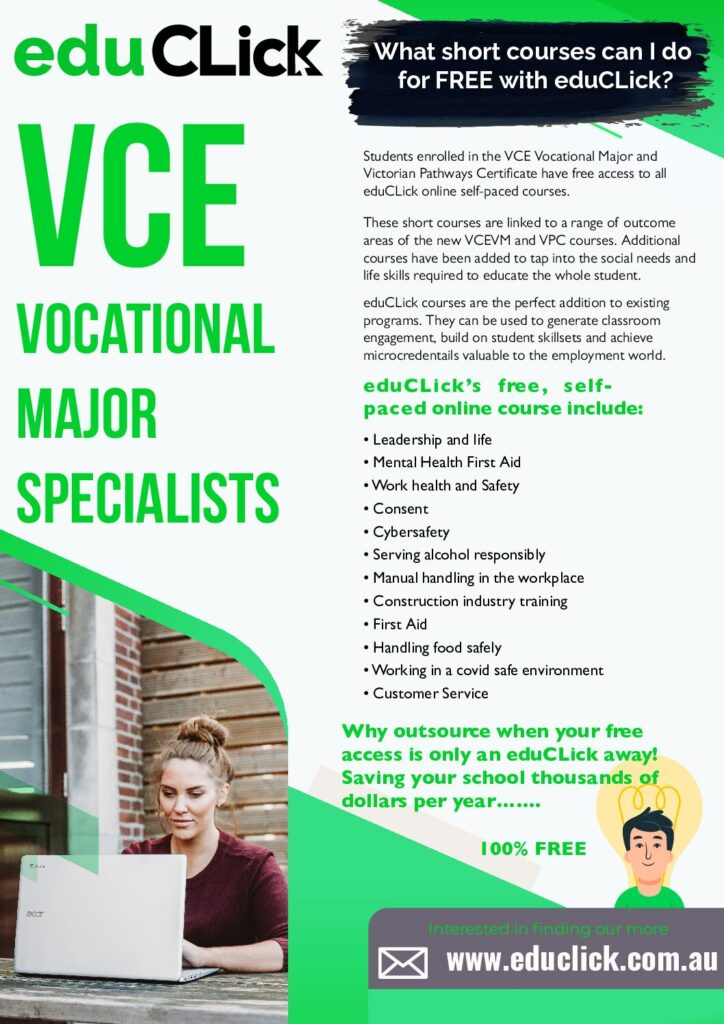 eduCLick
VCE
VOCATIONAL
MAJOR
SPECIALISTS
What short courses can I do
for FREE with eduCLick?
Students enrolled in the VCE Vocational Major and
Victorian Pathways Certificate have free access to all
eduCLick online self-paced courses.
These short courses are linked to a range of outcome
areas of the new VCEVM and VPC courses. Additional
courses have been added to tap into the social needs and
life skills required to educate the whole student.
eduCLick courses are the perfect addition to existing
programs. They can be used to generate classroom
engagement, build on student skillsets and achieve
microcredentails valuable to the employment world.
eduCLick's free, self-
paced online course include:
• Leadership and life
• Mental Health First Aid
• Work health and Safety
• Consent
• Cybersafety
• Serving alcohol responsibly
• Manual handling in the workplace
• Construction industry training
• First Aid
• Handling food safely
• Working in a covid safe environment
• Customer Service
Why outsource when your free
access is only an eduCLick away!
Saving your school thousands of
dollars per year.......
100% FREE
acer
Interested in finding our more
www.educlick.com.au